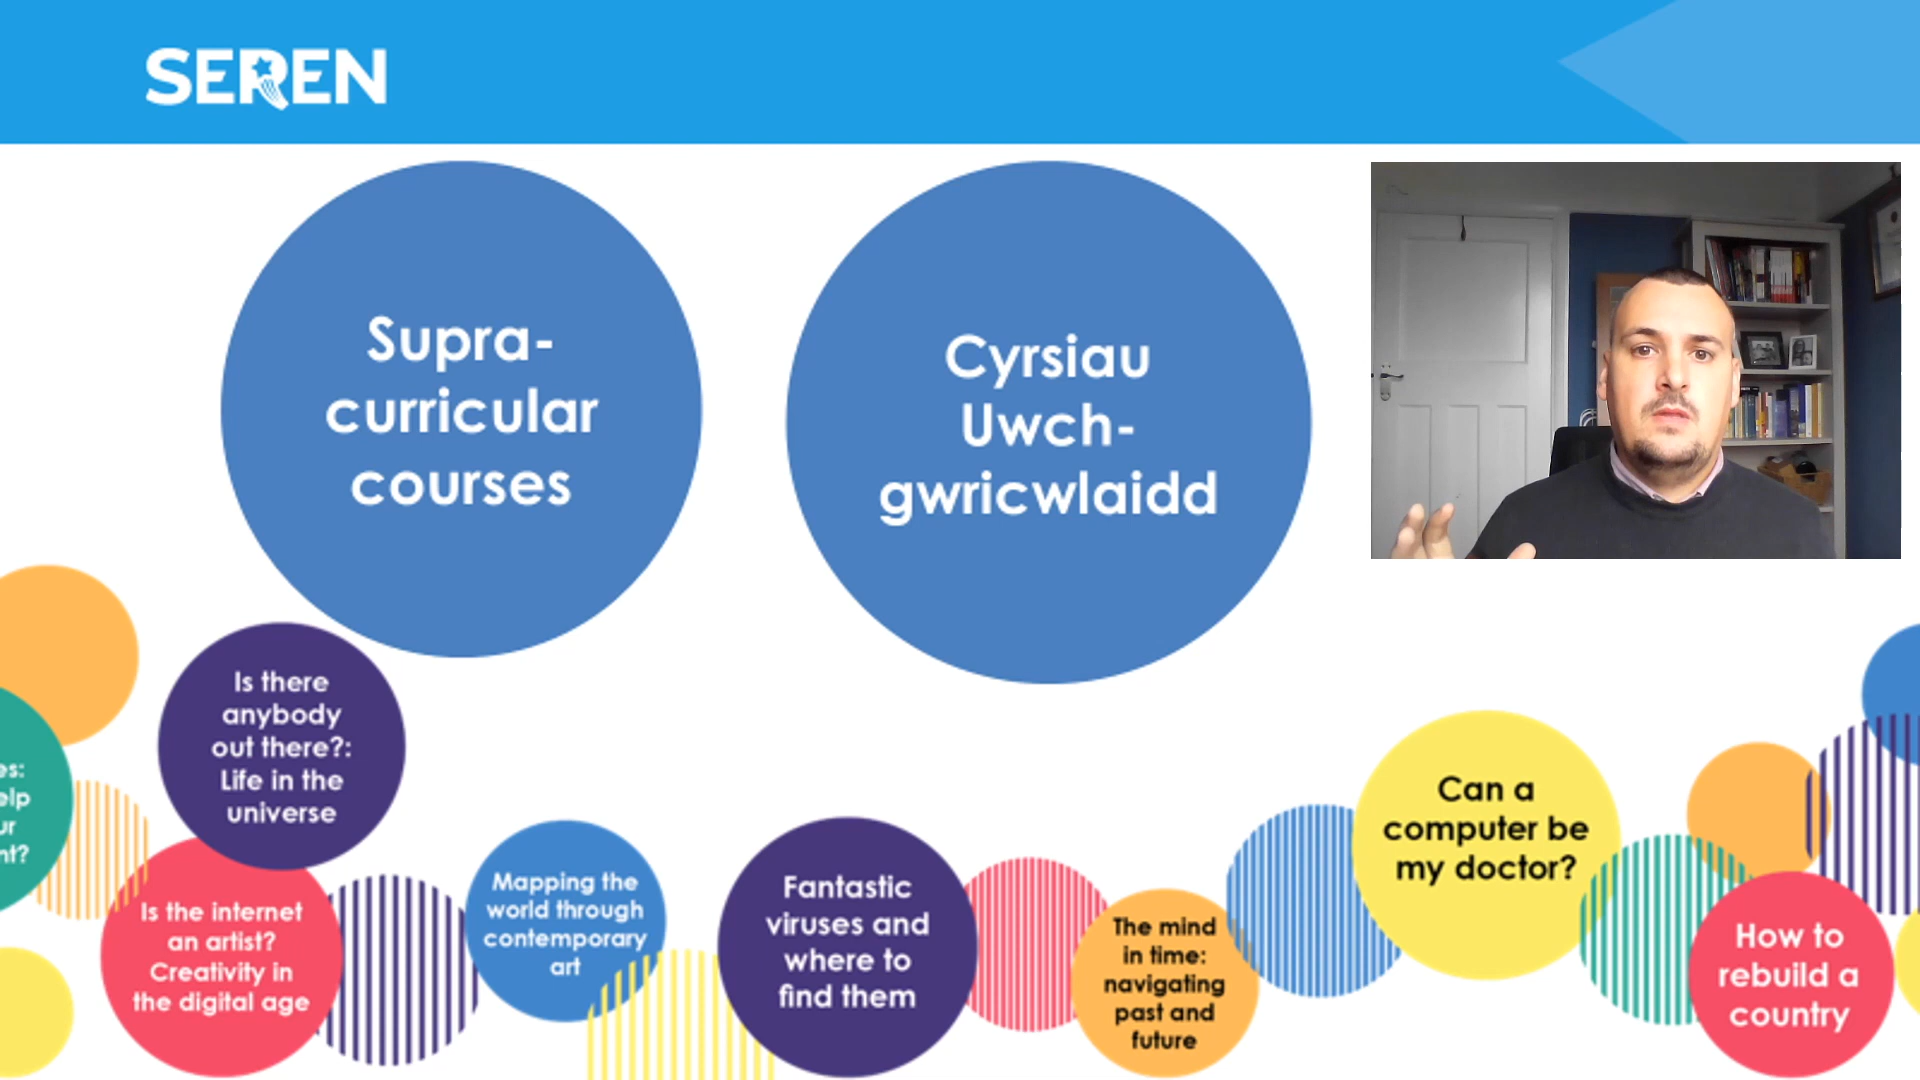 SEREN
Supra-
curricular
courses
Cyrsiau
Uwch-
gwricwlaidd
Is there
anybody
out there?:
Life in the
universe
Is the internet
an artist?
Creativity in
the digital age
Mapping the
world through
contemporary
art
Fantastic
viruses and
where to
find them
The mind
in time:
navigating
past and
future
Can a
computer be
my doctor?
How to
rebuild a
country